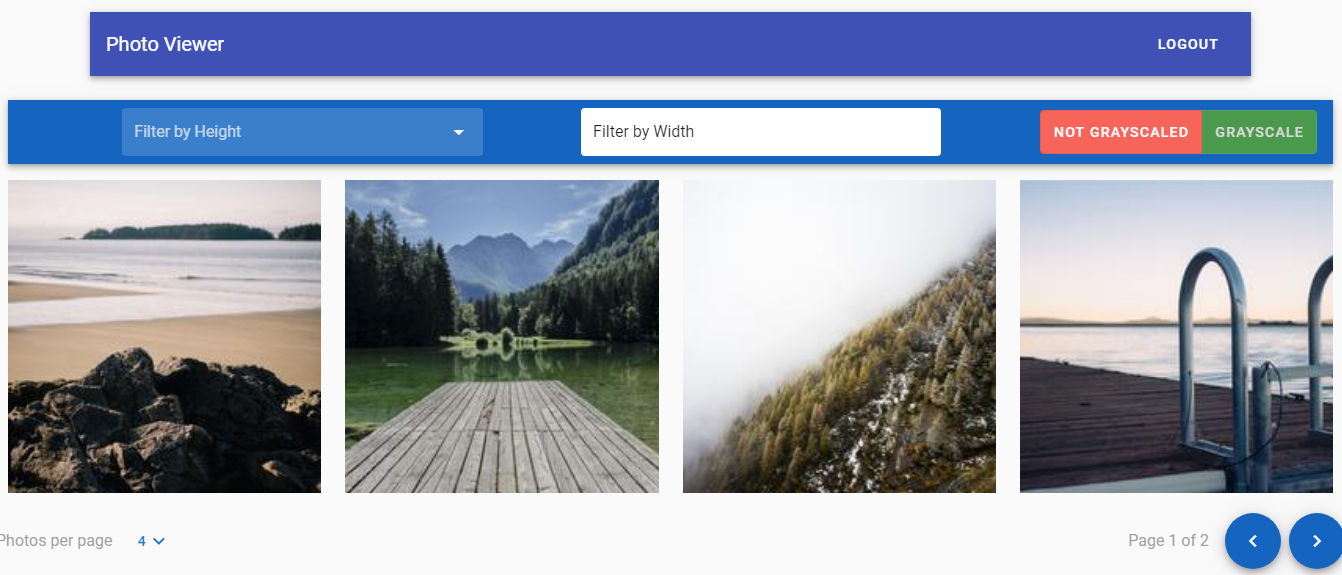 Photo Viewer
LOGOUT
Filter by Height
Filter by Width
NOT GRAYSCALED
GRAYSCALE
Photos per page
4
Page 1 of 2